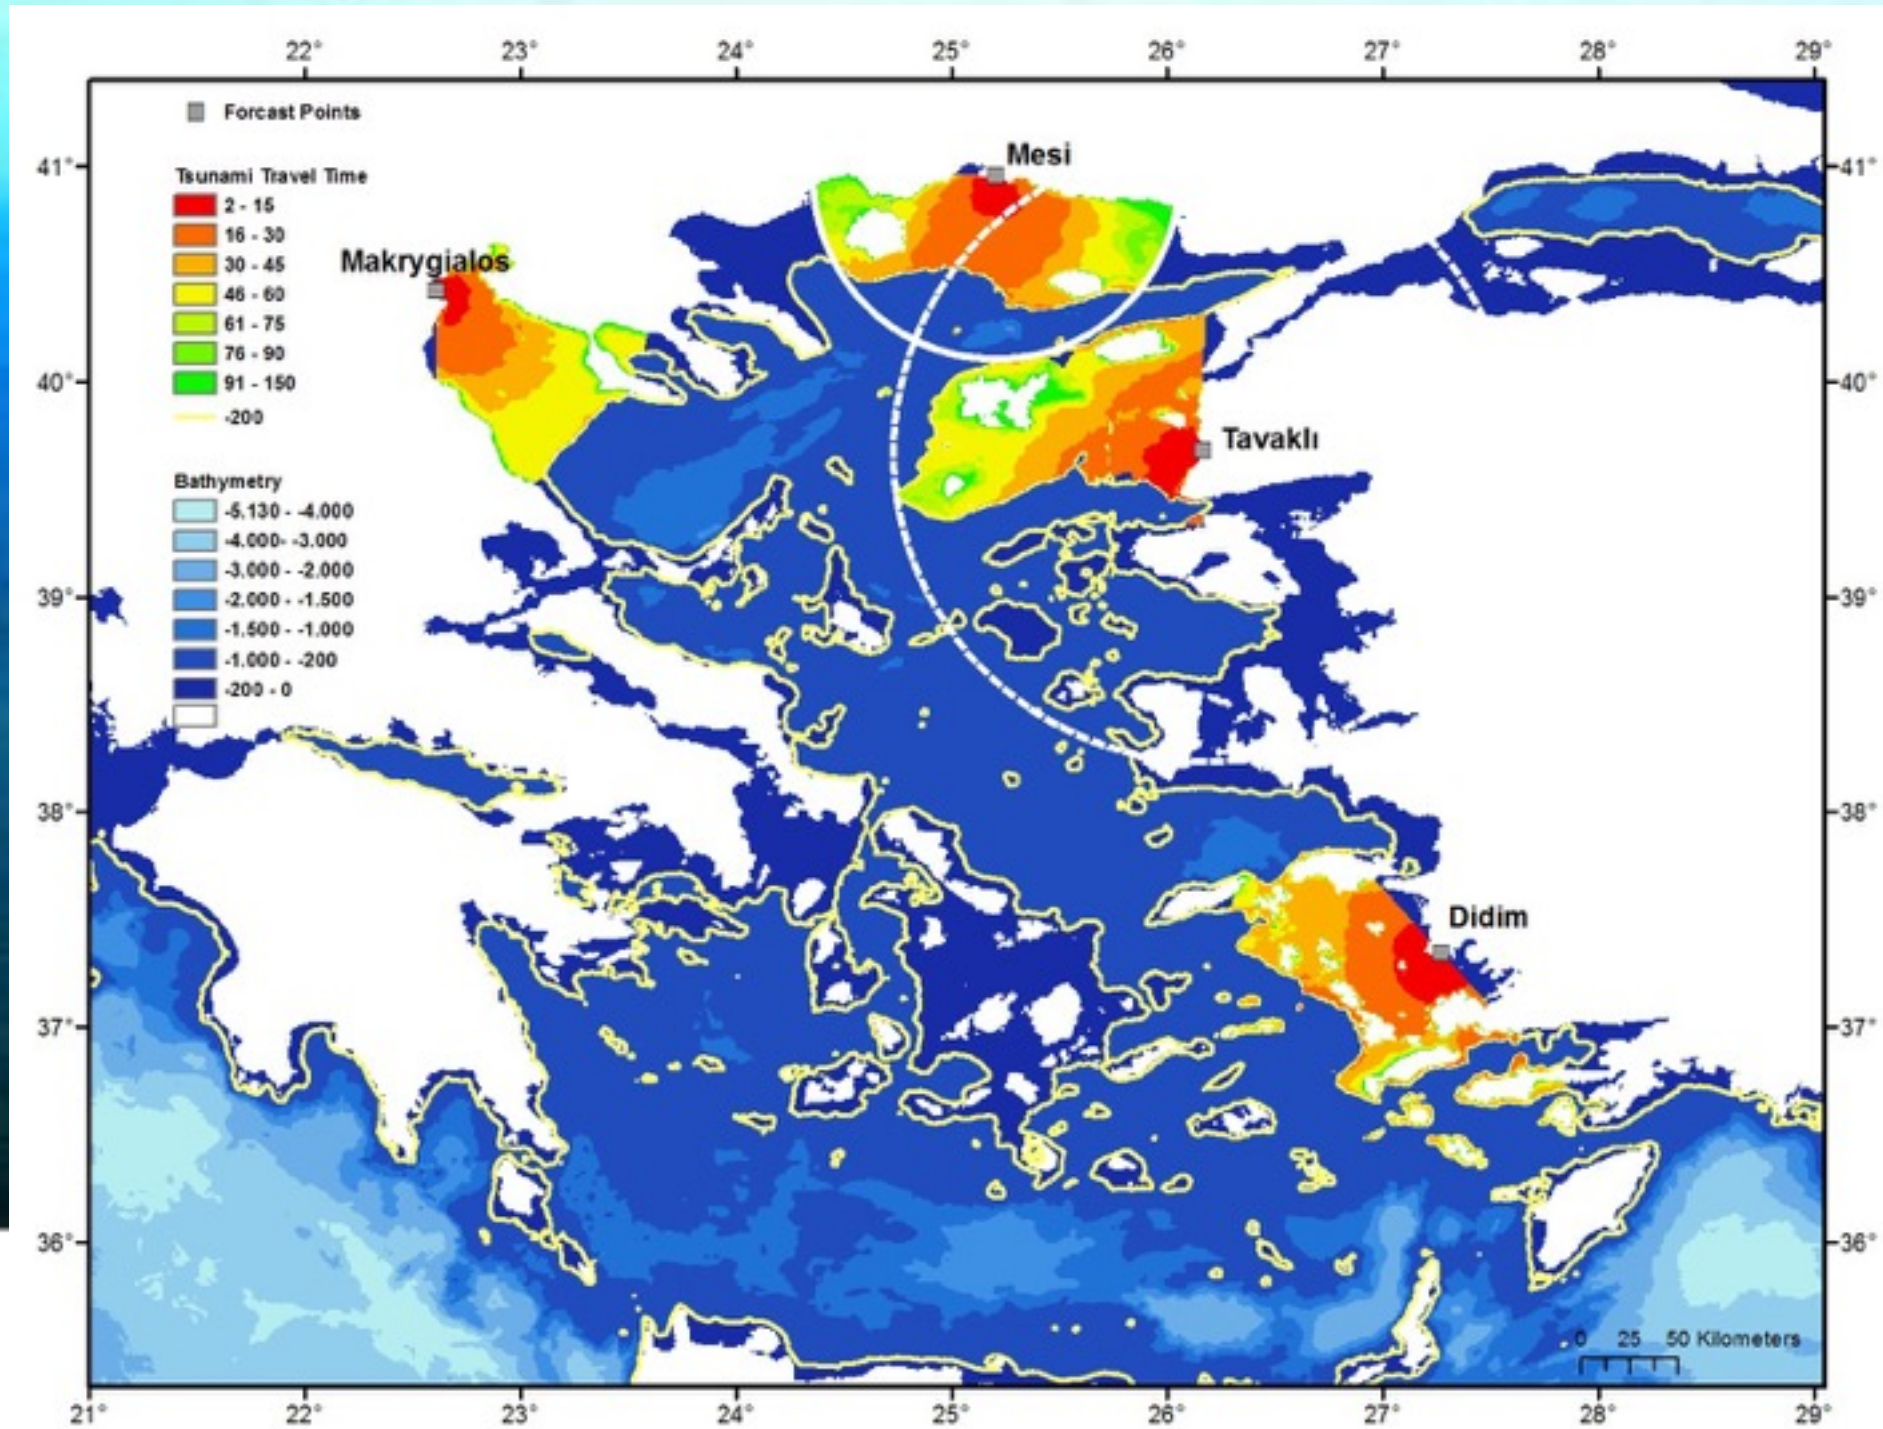 22° 23° 24° 25° 26° 27° 28° 29°
Forcast Points
Mesi
41° 41°
Tsunami Travel Time
2 - 15
16 - 30
30 - 45
46 - 60
61 - 75
76 - 90
91 - 150
-200
Makrygialos
40° 40°
Tavaklı
Bathymetry
-5.130 - -4.000
-4.000- -3.000
-3.000 - -2.000
-2.000 - -1.500
-1.500 - -1.000
-1.000 - -200
-200 - 0
39° 39°
38° 38°
Didim
37° 37°
36° 36°
0 25 50 Kilometers
21° 22° 23° 24° 25° 26° 27° 28° 29°